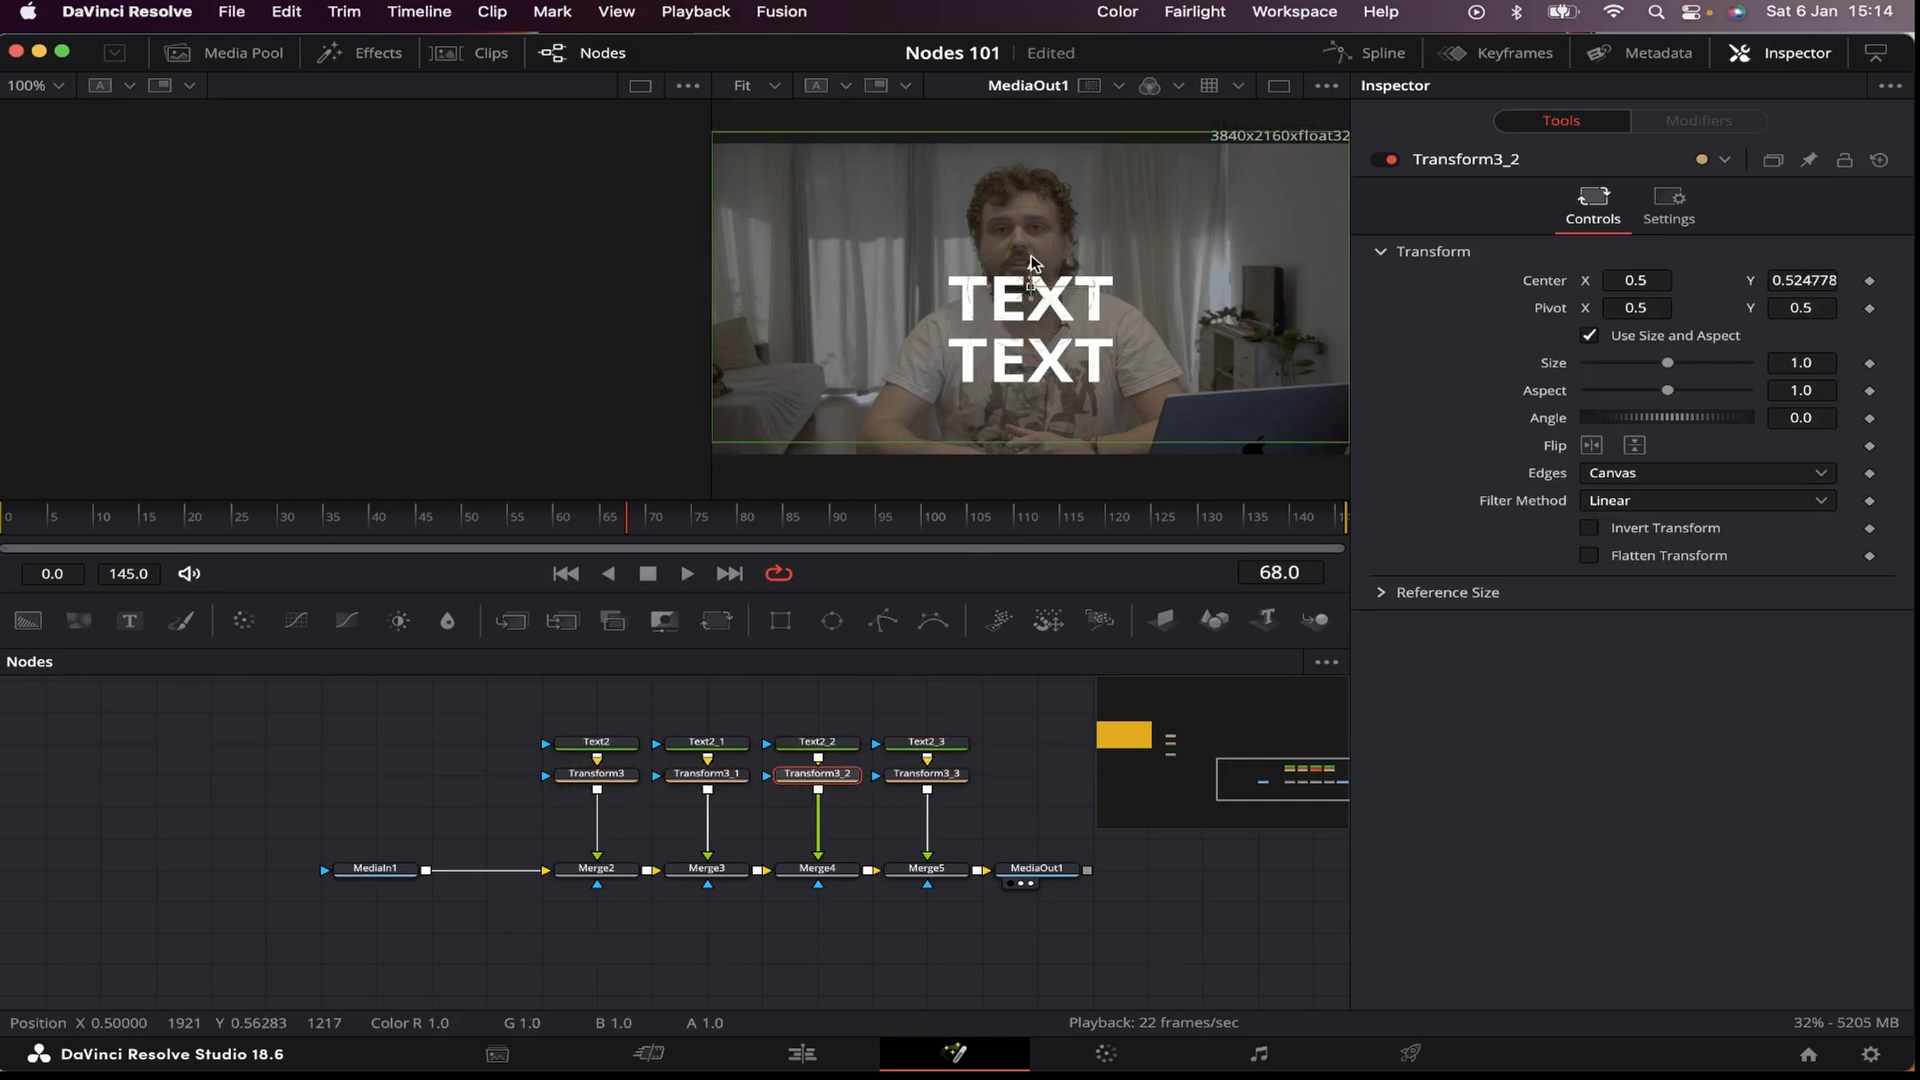 DaVinci Resolve File Edit Trim Timeline Clip Mark View Playback Fusion Color Fairlight Workspace Help Sat 6 Jan 15:14
Media Pool Effects Clips Nodes Nodes 101 Edited Spline Keyframes Metadata Inspector
100% A Fit A MediaOut1 Inspector
3840x2160xfloat32
Tools Modifiers
Transform3_2
Controls Settings
Transform
Center X 0.5 Y 0.524778
Pivot X 0.5 Y 0.5
Use Size and Aspect
Size 1.0
Aspect 1.0
Angle 0.0
Flip
Edges Canvas
Filter Method Linear
Invert Transform
Flatten Transform
Reference Size
TEXT
TEXT
0 5 10 15 20 25 30 35 40 45 50 55 60 65 70 75 80 85 90 95 100 105 110 115 120 125 130 135 140
0.0 145.0 68.0
T T
Nodes
Text2 Text2_1 Text2_2 Text2_3
Transform3 Transform3_1 Transform3_2 Transform3_3
MediaIn1 Merge2 Merge3 Merge4 Merge5 MediaOut1
Position X 0.50000 1921 Y 0.56283 1217 Color R 1.0 G 1.0 B 1.0 A 1.0 Playback: 22 frames/sec 32% - 5205 MB
DaVinci Resolve Studio 18.6